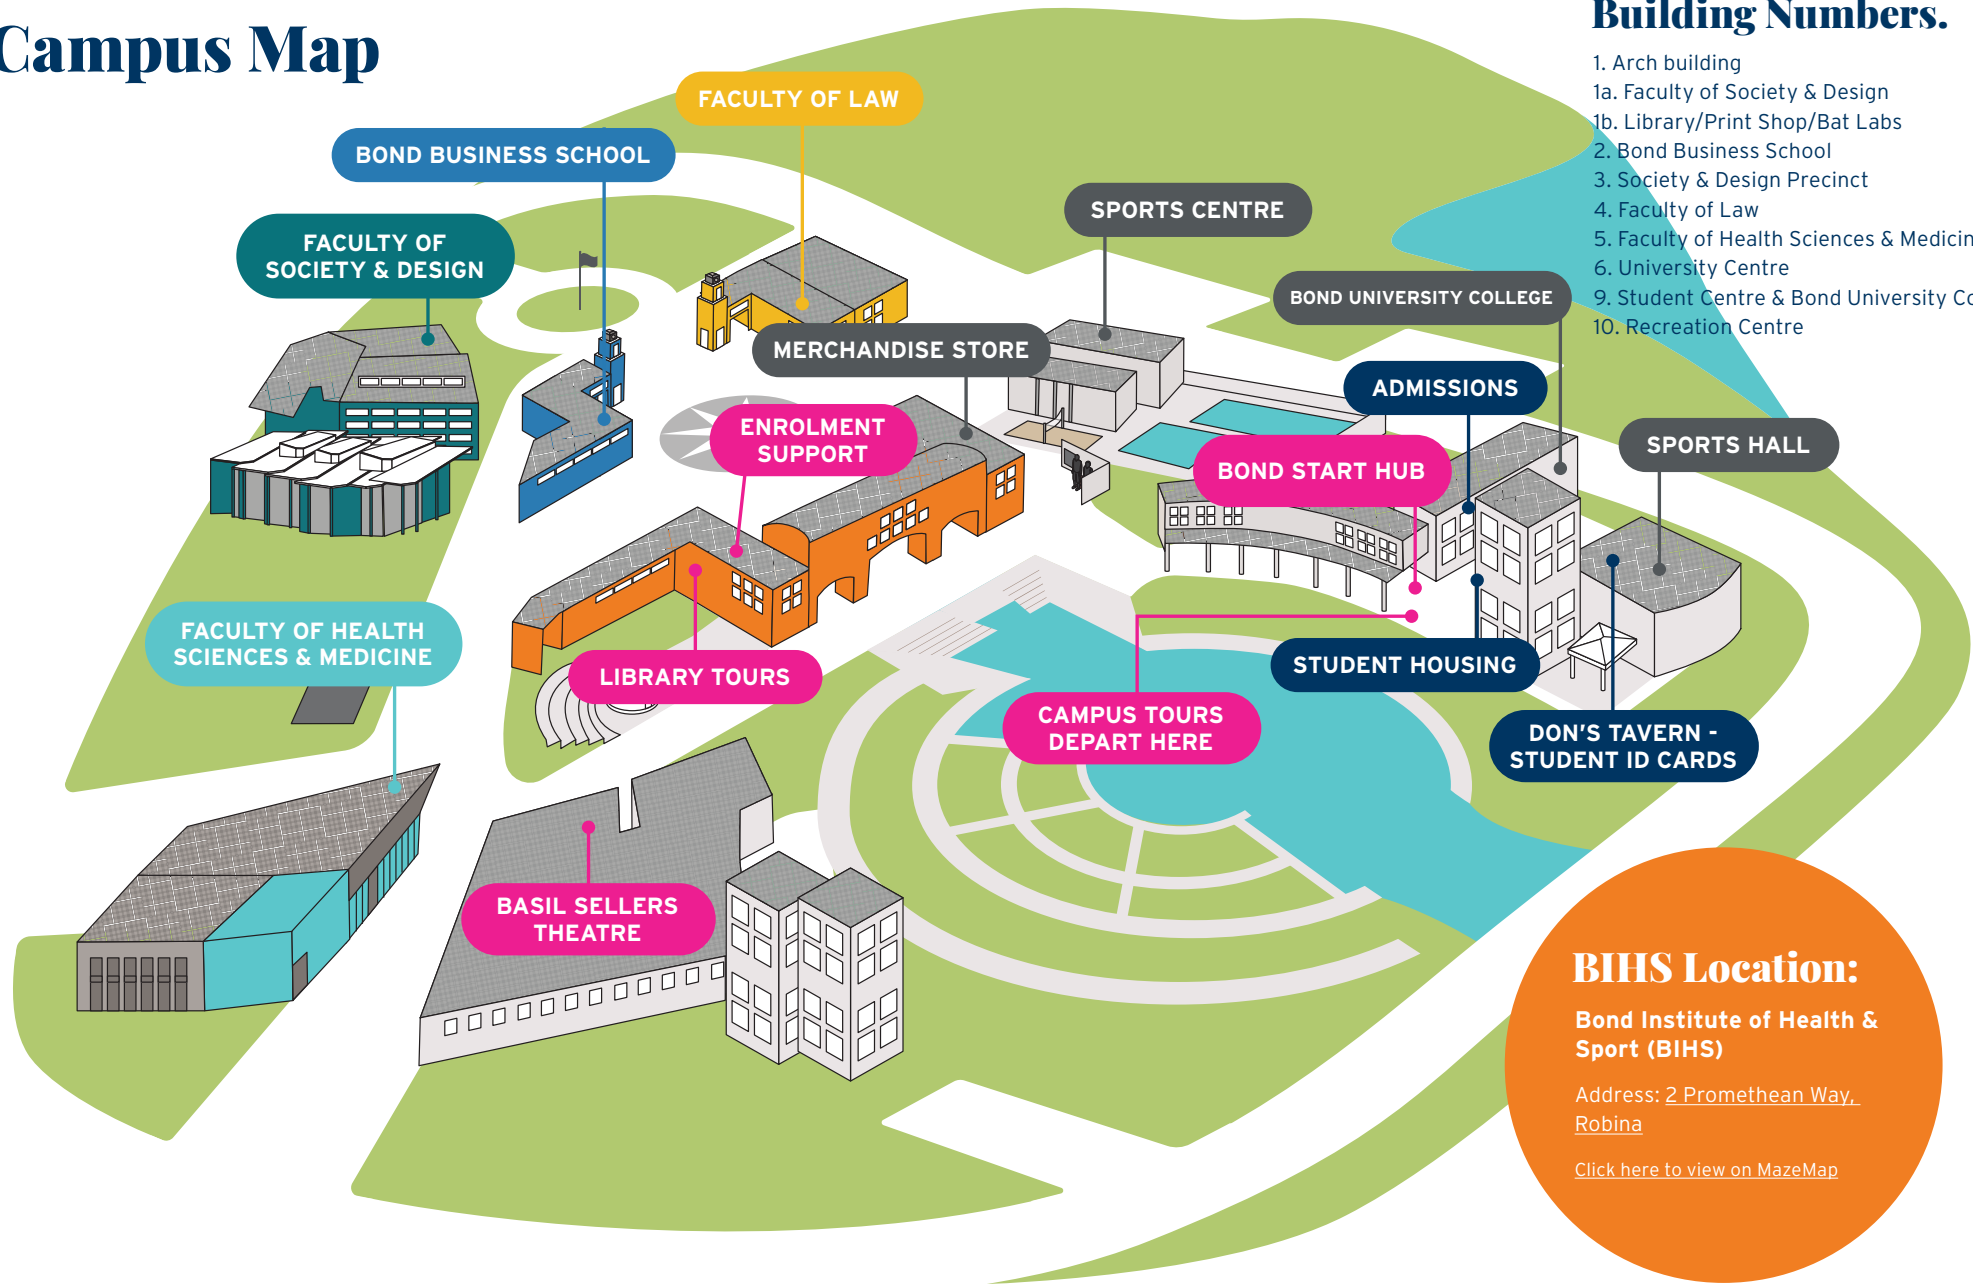 Campus Map
Building Numbers.
1. Arch building
1a. Faculty of Society & Design
1b. Library/Print Shop/Bat Labs
2. Bond Business School
3. Society & Design Precinct
4. Faculty of Law
5. Faculty of Health Sciences & Medicin
6. University Centre
9. Student Centre & Bond University Co
10. Recreation Centre
FACULTY OF LAW
BOND BUSINESS SCHOOL
FACULTY OF
SOCIETY & DESIGN
SPORTS CENTRE
BOND UNIVERSITY COLLEGE
MERCHANDISE STORE
ADMISSIONS
ENROLMENT
SUPPORT
BOND START HUB
SPORTS HALL
FACULTY OF HEALTH
SCIENCES & MEDICINE
LIBRARY TOURS
STUDENT HOUSING
CAMPUS TOURS
DEPART HERE
DON'S TAVERN -
STUDENT ID CARDS
BASIL SELLERS
THEATRE
BIHS Location:
Bond Institute of Health &
Sport (BIHS)
Address: 2 Promethean Way,
Robina
Click here to view on MazeMap